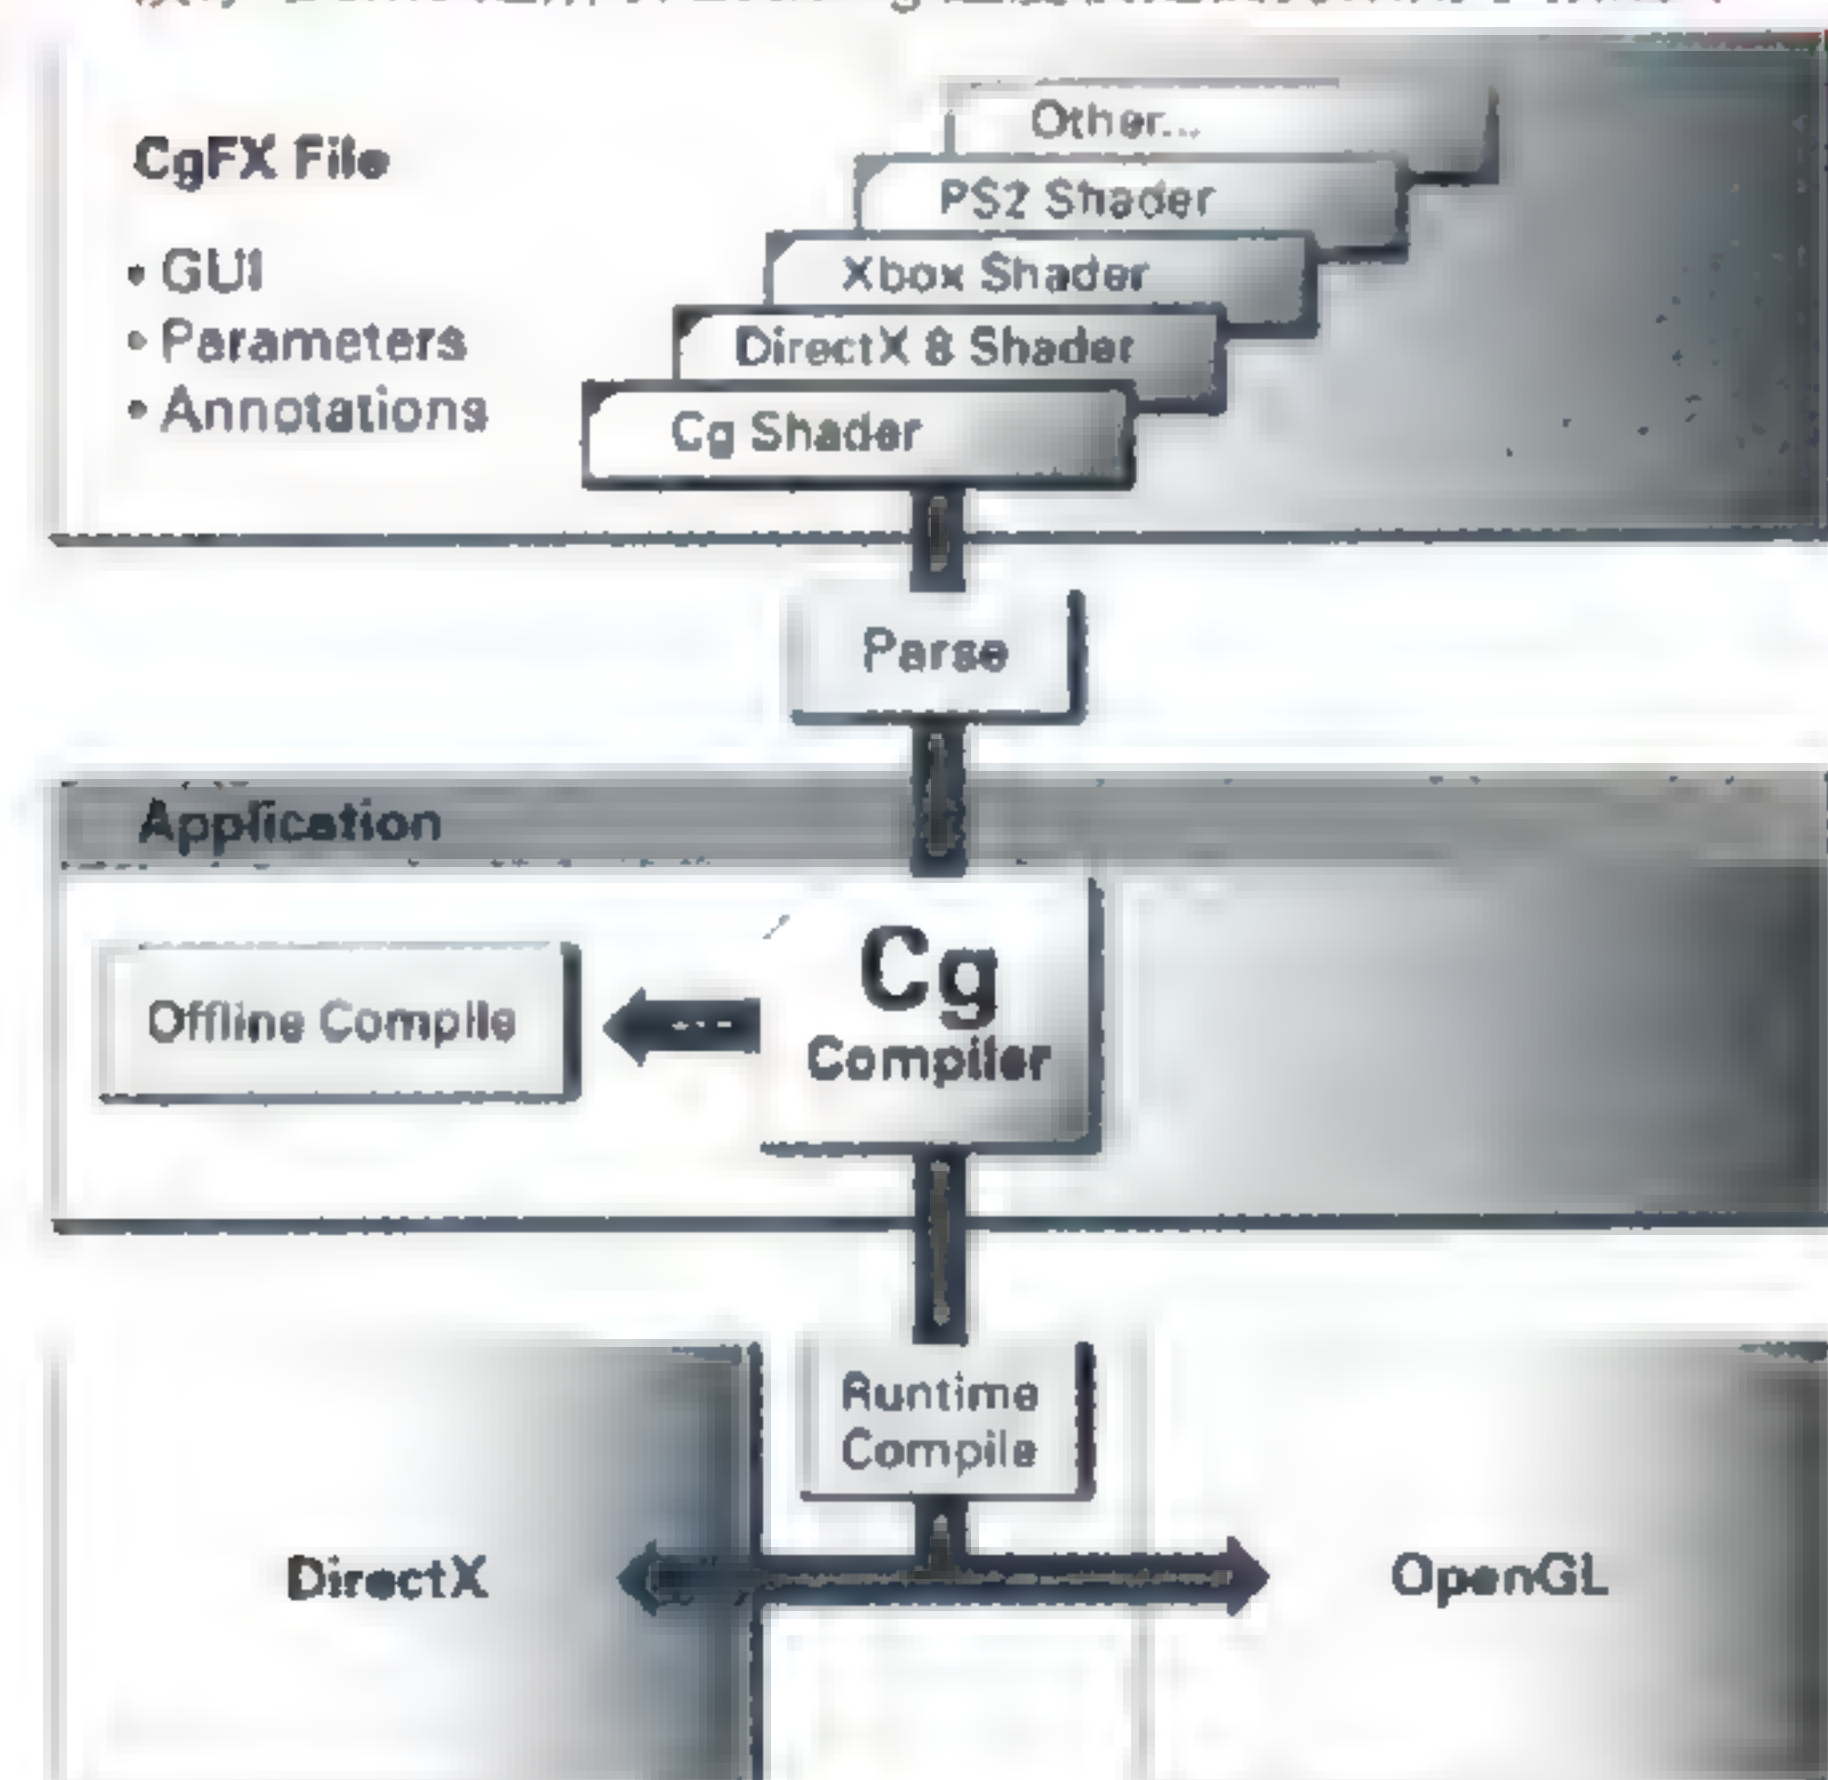 CgFX File
• GUI
• Parameters
• Annotations
Other...
PS2 Shader
Xbox Shader
DirectX 8 Shader
Cg Shader
Parse
Application
Offline Compile
Cg
Compiler
Runtime
Compile
DirectX
OpenGL